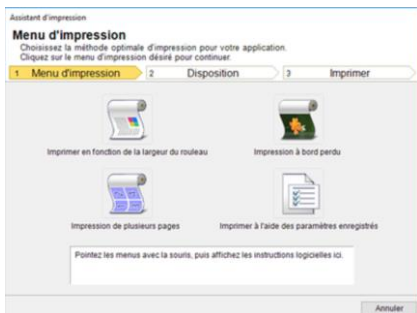 Assistant d'impression
Menu d'impression
Choisissez la méthode optimale d'impression pour votre application.
Cliquez sur le menu d'impression désiré pour continuer.
1 Menu d'impression 2 Disposition 3 Imprimer
Imprimer en fonction de la largeur du rouleau Impression à bord perdu
Impression de plusieurs pages Imprimer à l'aide des paramètres enregistrés
Pointez les menus avec la souris, puis affichez les instructions logicielles ici.
Annuler